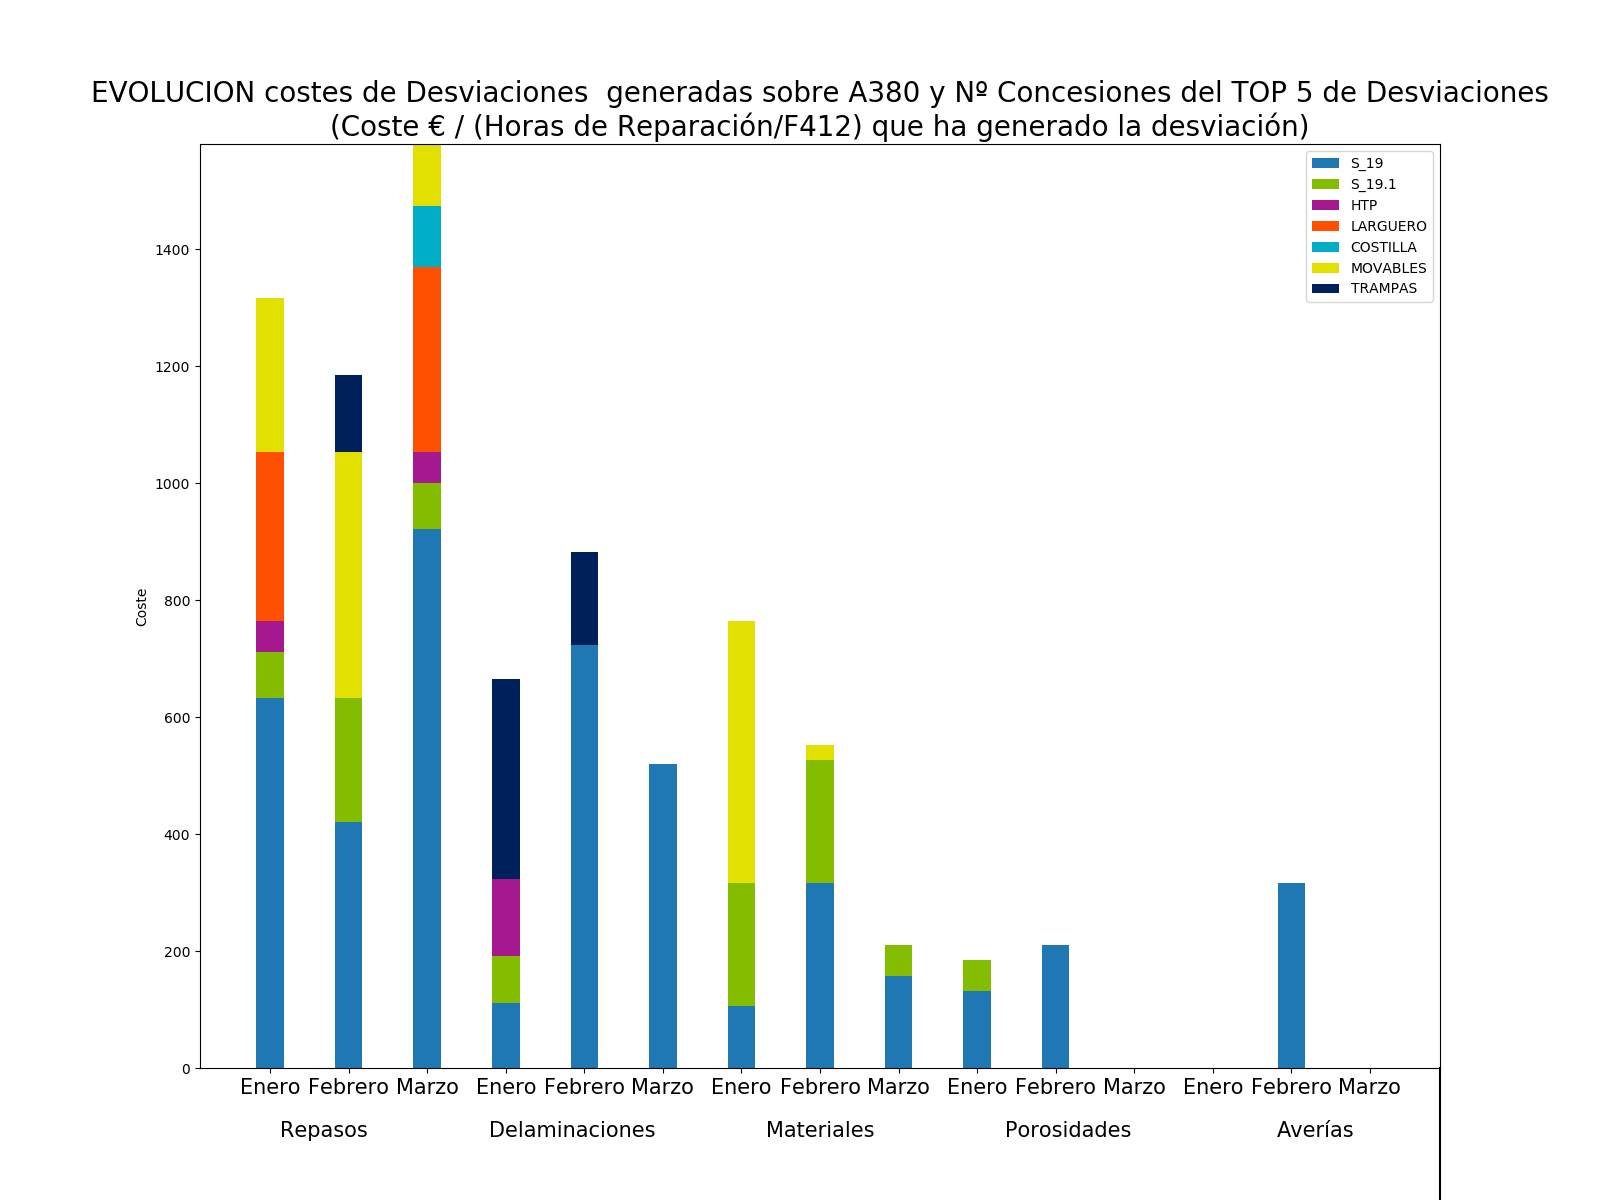 EVOLUCION costes de Desviaciones  generadas sobre A380 y Nº Concesiones del TOP 5 de Desviaciones
(Coste € / (Horas de Reparación/F412) que ha generado la desviación)
S_19
S_19.1
HTP
LARGUERO
COSTILLA
MOVABLES
TRAMPAS
1400
1200
1000
800
600
400
200
0
Coste
Enero Febrero Marzo Enero Febrero Marzo Enero Febrero Marzo Enero Febrero Marzo Enero Febrero Marzo
Repasos Delaminaciones Materiales Porosidades Averías